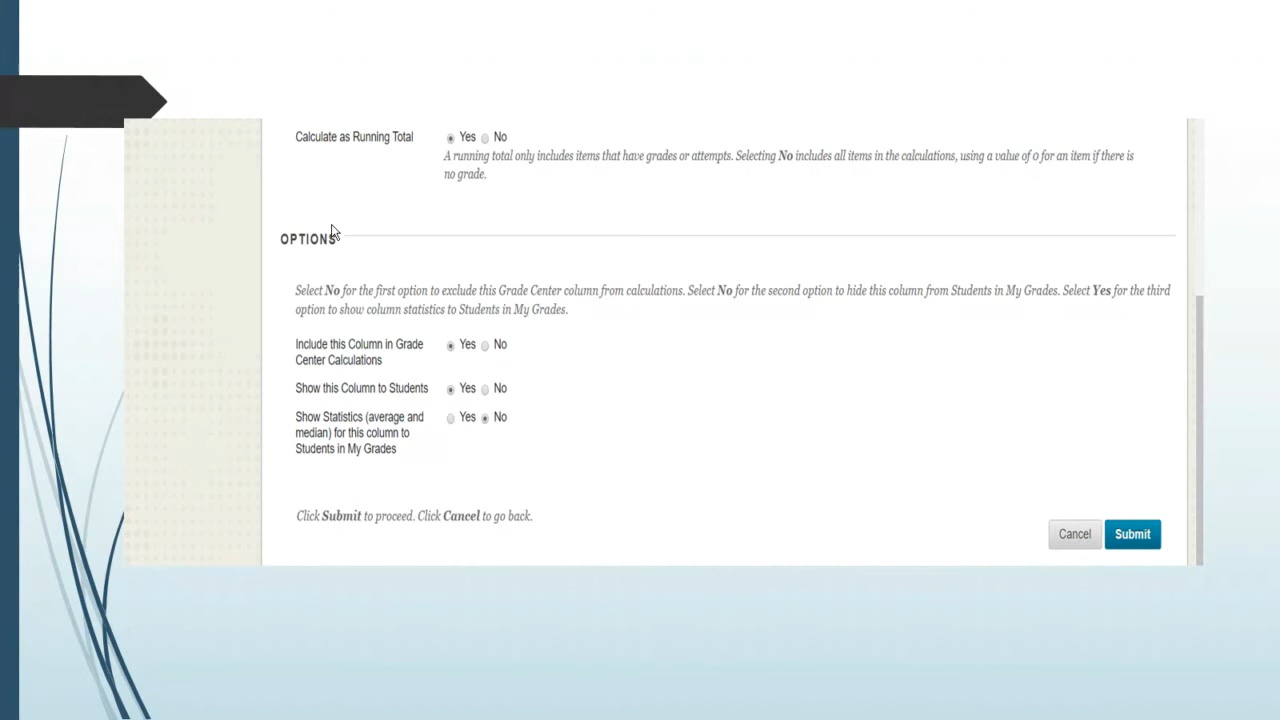 Calculate as Running Total Yes No
A running total only includes items that have grades or attempts. Selecting No includes all items in the calculations, using a value of 0 for an item if there is
no grade.
OPTIONS
Select No for the first option to exclude this Grade Center column from calculations. Select No for the second option to hide this column from Students in My Grades. Select Yes for the third
option to show column statistics to Students in My Grades.
Include this Column in Grade Yes No
Center Calculations
Show this Column to Students Yes No
Show Statistics (average and Yes No
median) for this column to
Students in My Grades
Click Submit to proceed. Click Cancel to go back.
Cancel Submit